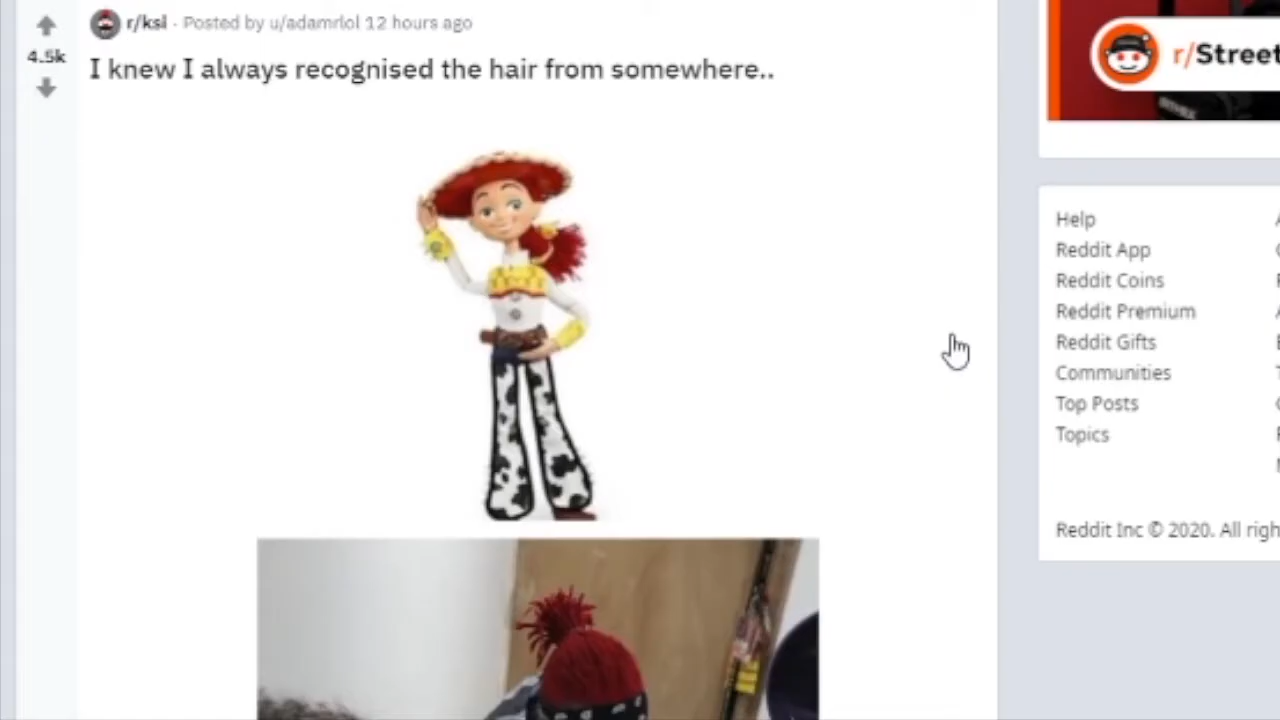 r/ksi · Posted by u/adamrlol 12 hours ago
4.5k
I knew I always recognised the hair from somewhere..
r/Street
Help
Reddit App
Reddit Coins
Reddit Premium
Reddit Gifts
Communities
Top Posts
Topics
Reddit Inc © 2020. All righ